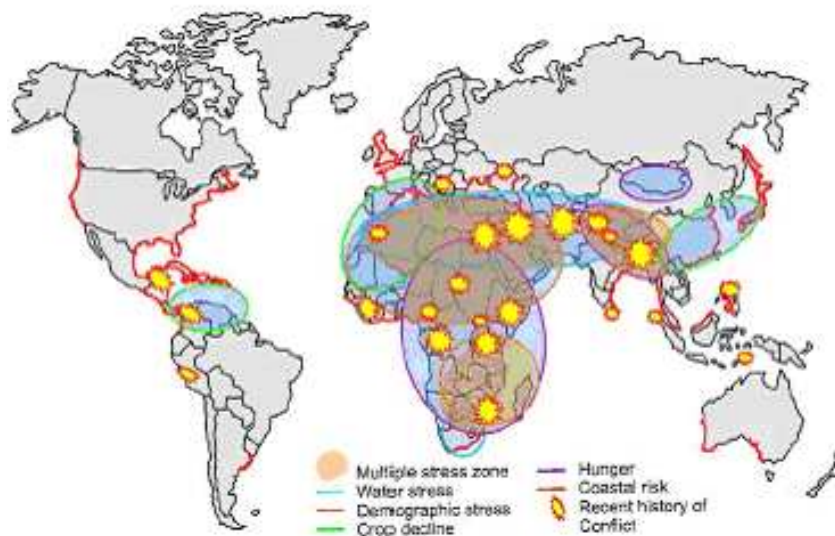 Multiple stress zone
Water stress
Demographic stress
Crop decline
Hunger
Coastal risk
Recent history of
Conflict